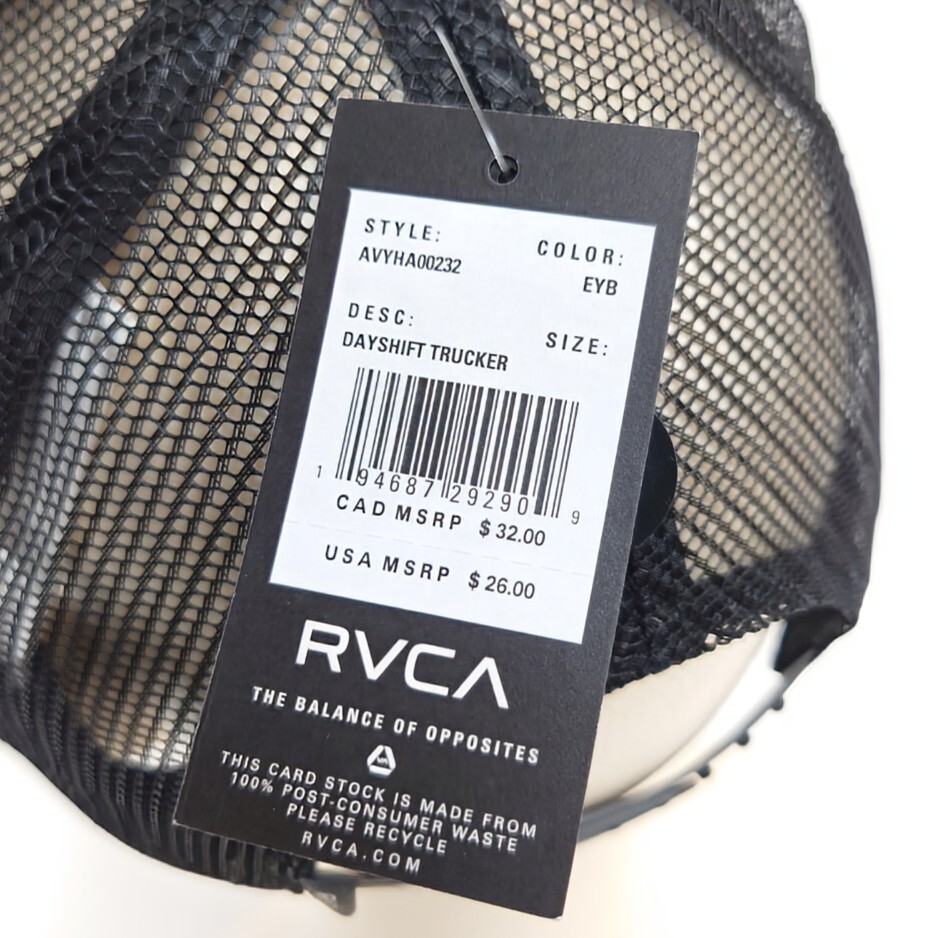 STYLE:
AVYHA00232
COLOR:
EYB
DESC:
DAYSHIFT TRUCKER
SIZE:
1 94687 29290 9
CAD MSRP $ 32.00
USA MSRP $ 26.00
RVCA
THE BALANCE OF OPPOSITES
THIS CARD STOCK IS MADE FROM
100% POST-CONSUMER WASTE
PLEASE RECYCLE
RVCA.COM